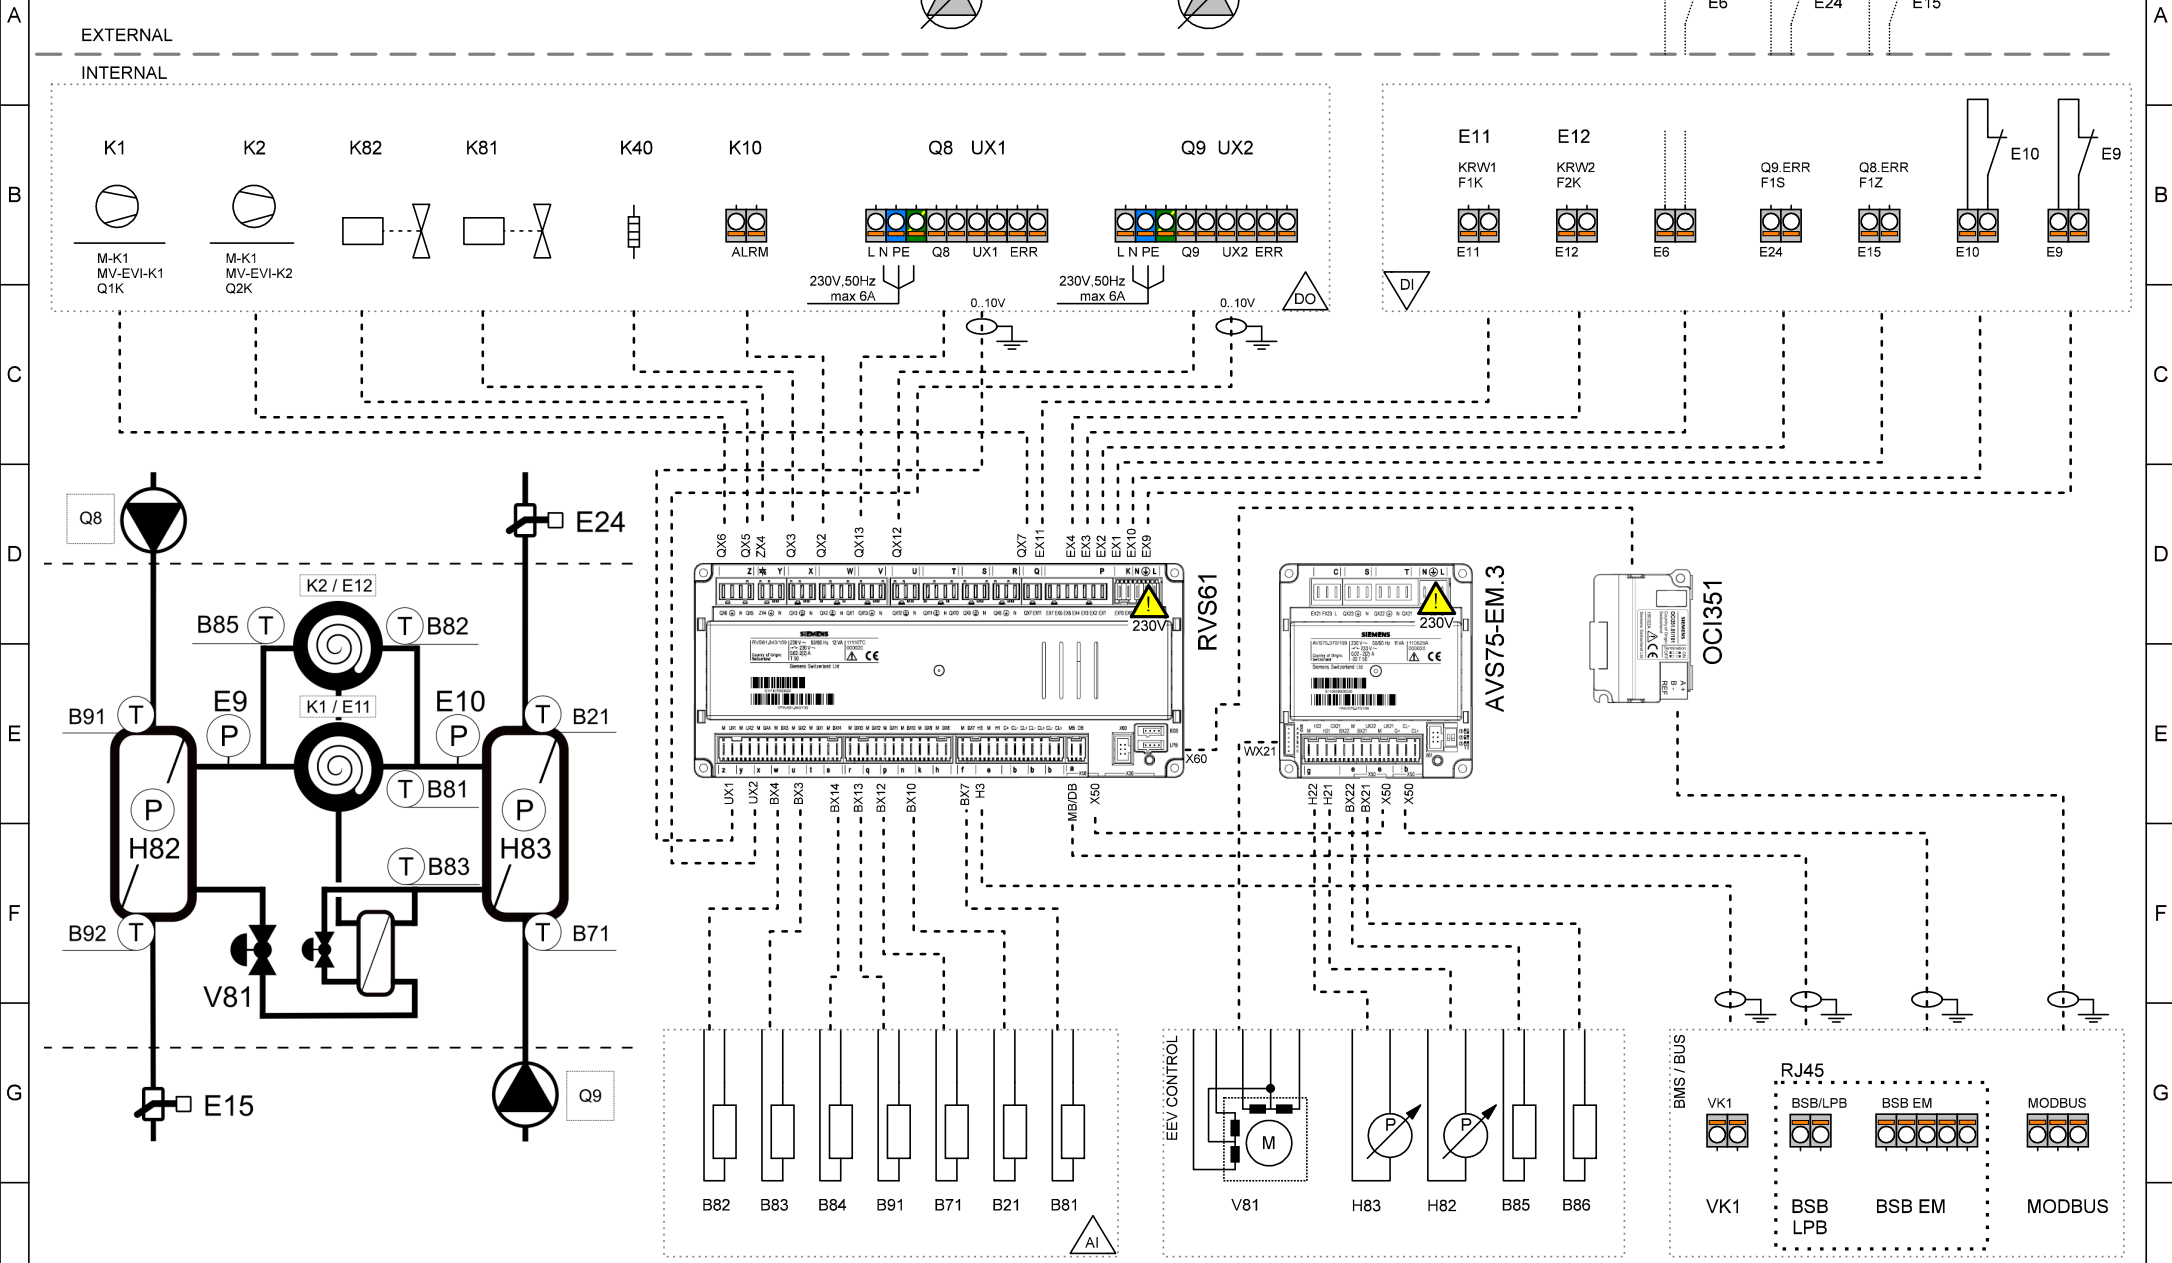 A
A
E6
E24
E15
EXTERNAL
INTERNAL
K1
K2
K82
K81
K40
K10
Q8 UX1
Q9 UX2
E11
E12
KRW1
F1K
KRW2
F2K
Q9.ERR
F1S
Q8.ERR
F1Z
E10
E9
B
B
M-K1
MV-EVI-K1
Q1K
M-K1
MV-EVI-K2
Q2K
ALRM
L N PE Q8 UX1 ERR
L N PE Q9 UX2 ERR
E11
E12
E6
E24
E15
E10
E9
230V,50Hz
max 6A
230V,50Hz
max 6A
0..10V
0..10V
DO
DI
C
C
QX6
QX5
ZX4
QX3
QX2
QX13
QX12
QX7
EX11
EX4
EX3
EX2
EX1
EX10
EX9
D
D
Q8
E24
K2 / E12
B85
T
T
B82
Z Y X W V U T S R Q P K N L
SIEMENS
230V
RVS61
C S T N L
SIEMENS
230V
AVS75-EM.3
OCI351
A+
B-
REF
E
E
B91
T
E9
P
K1 / E11
E10
P
T
B21
T
B81
P
H82
P
H83
T
B83
B92
T
T
B71
V81
z y x w u t s r q p n k h f e b b b a
X60
WX21
g e e b
UX1
UX2
BX4
BX3
BX14
BX13
BX12
BX10
BX7
H3
MB/DB
X50
H22
H21
BX22
BX21
X50
X50
F
F
G
G
E15
Q9
EEV CONTROL
M
P
P
BMS / BUS
RJ45
VK1
BSB/LPB
BSB EM
MODBUS
B82
B83
B84
B91
B71
B21
B81
AI
V81
H83
H82
B85
B86
VK1
BSB
LPB
BSB EM
MODBUS